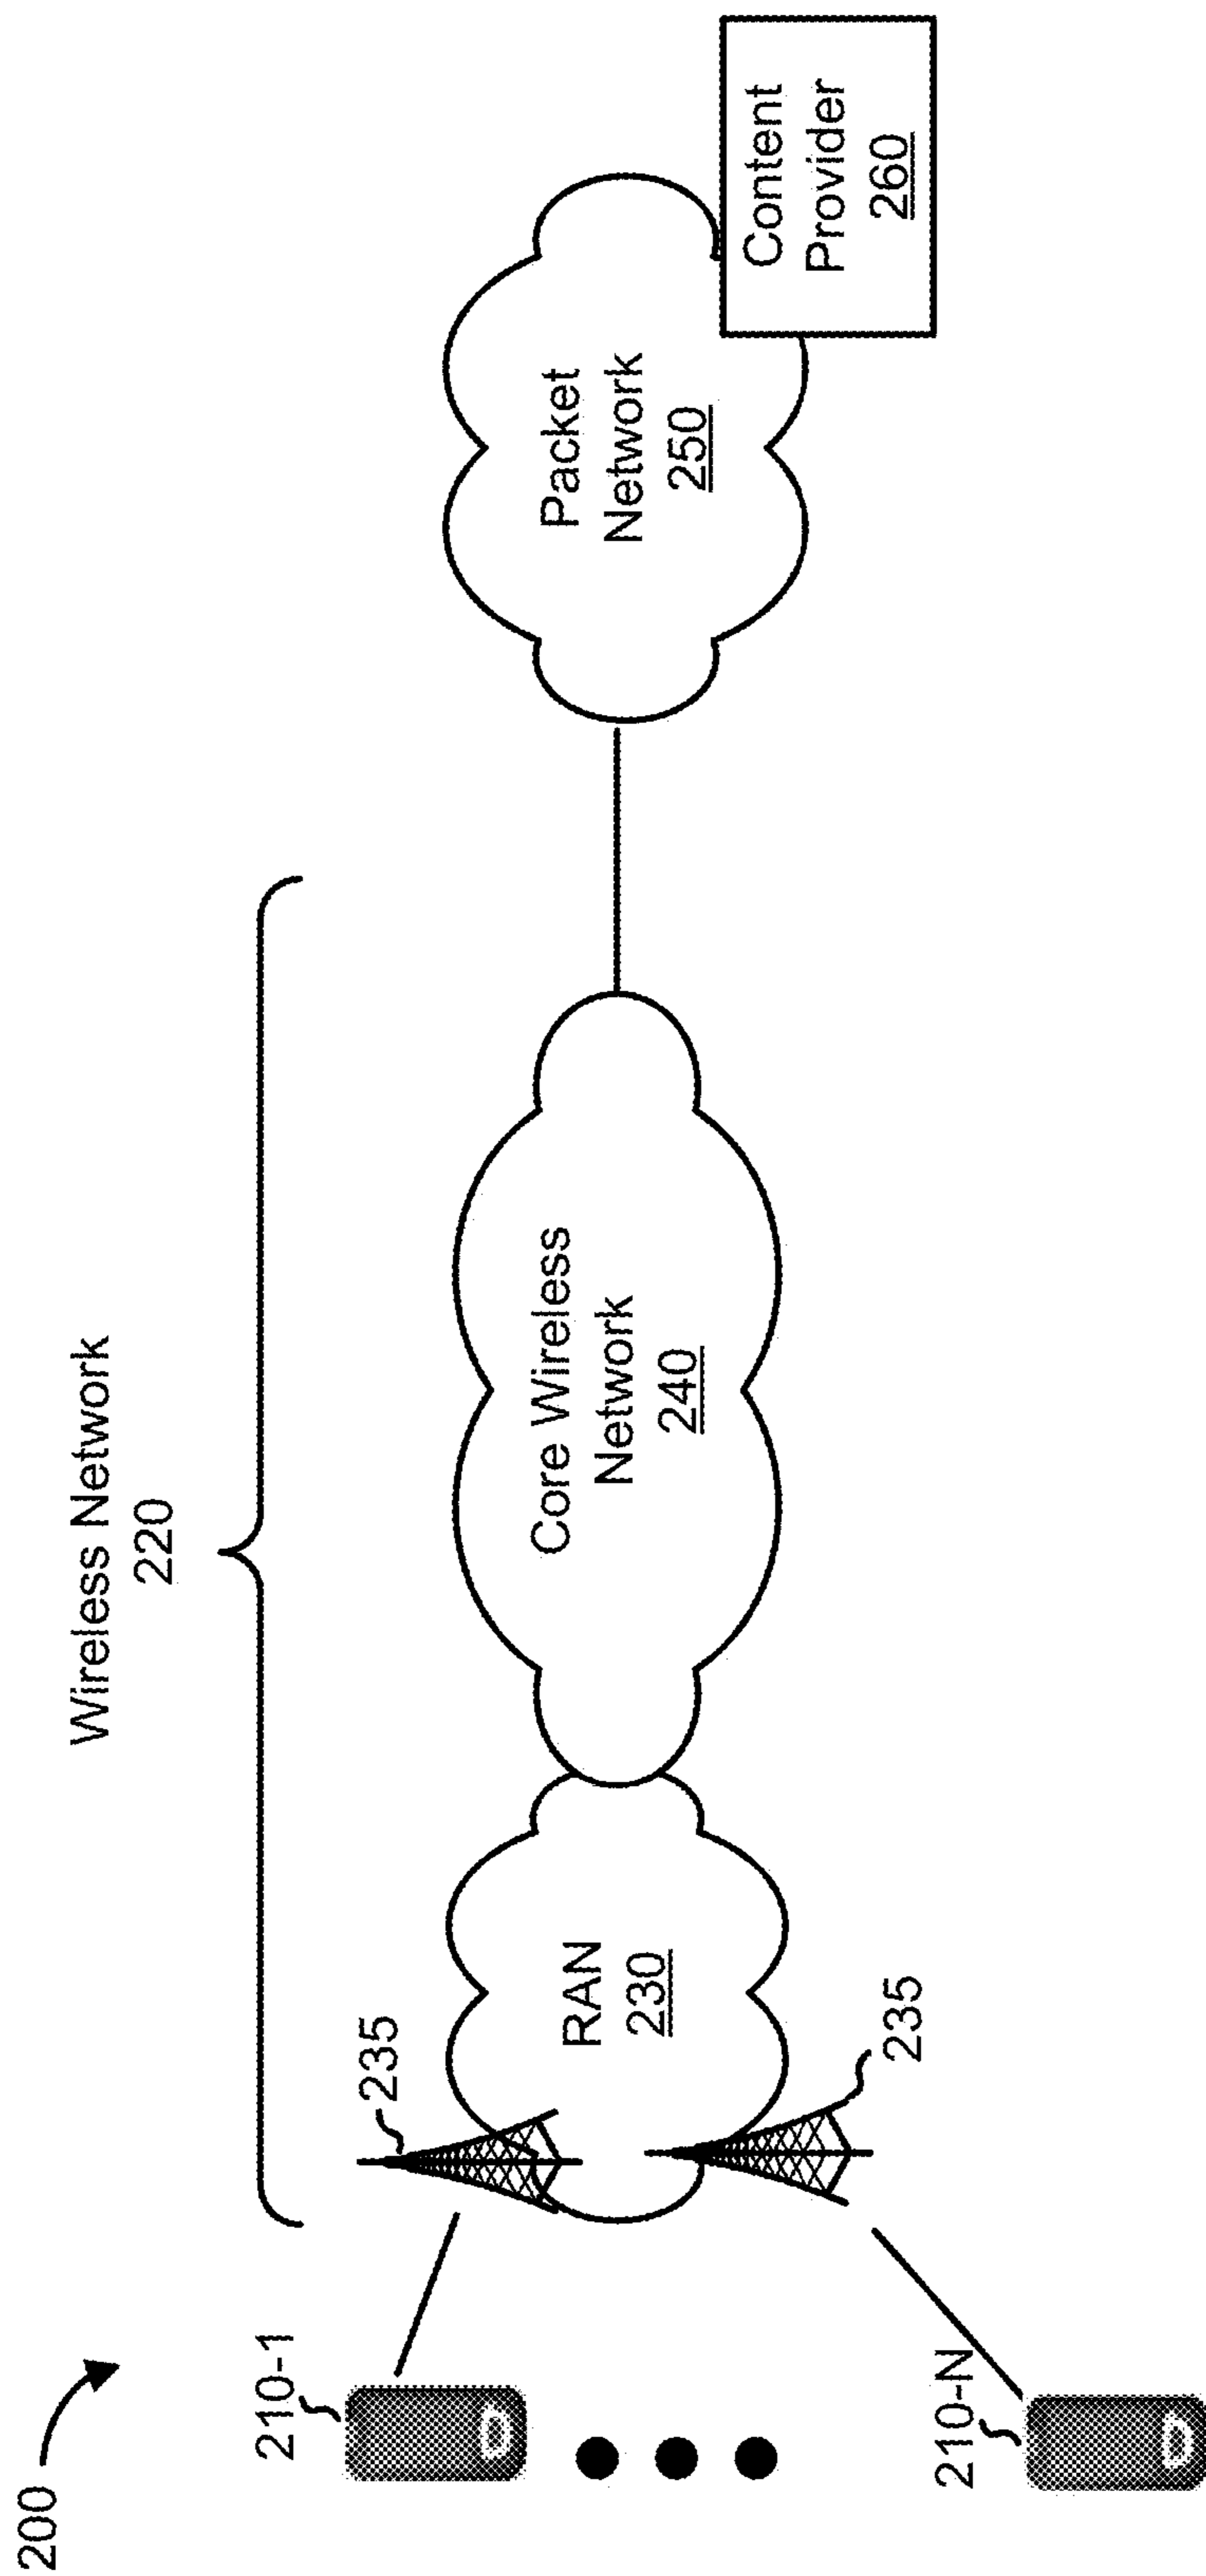 200
Wireless Network
220
210-1
235
RAN
230
Core Wireless
Network
240
Packet
Network
250
Content
Provider
260
235
210-N